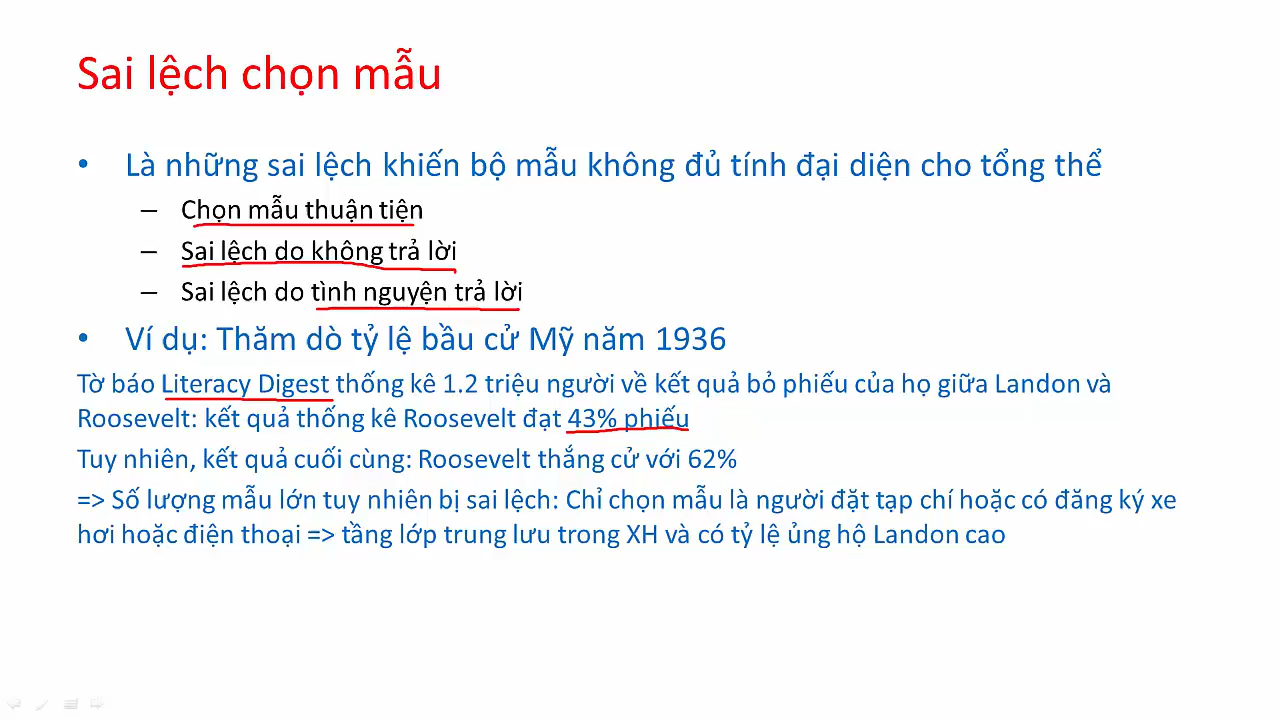 Sai lệch chọn mẫu
• Là những sai lệch khiến bộ mẫu không đủ tính đại diện cho tổng thể
– Chọn mẫu thuận tiện
– Sai lệch do không trả lời
– Sai lệch do tình nguyện trả lời
• Ví dụ: Thăm dò tỷ lệ bầu cử Mỹ năm 1936
Tờ báo Literacy Digest thống kê 1.2 triệu người về kết quả bỏ phiếu của họ giữa Landon và
Roosevelt: kết quả thống kê Roosevelt đạt 43% phiếu
Tuy nhiên, kết quả cuối cùng: Roosevelt thắng cử với 62%
=> Số lượng mẫu lớn tuy nhiên bị sai lệch: Chỉ chọn mẫu là người đặt tạp chí hoặc có đăng ký xe
hơi hoặc điện thoại => tầng lớp trung lưu trong XH và có tỷ lệ ủng hộ Landon cao